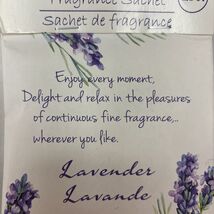 Fragrance Sachet
Sachet de fragrance
Enjoy every moment,
Delight and relax in the pleasures
of continuous fine fragrance,..
wherever you like.
Lavender
Lavande